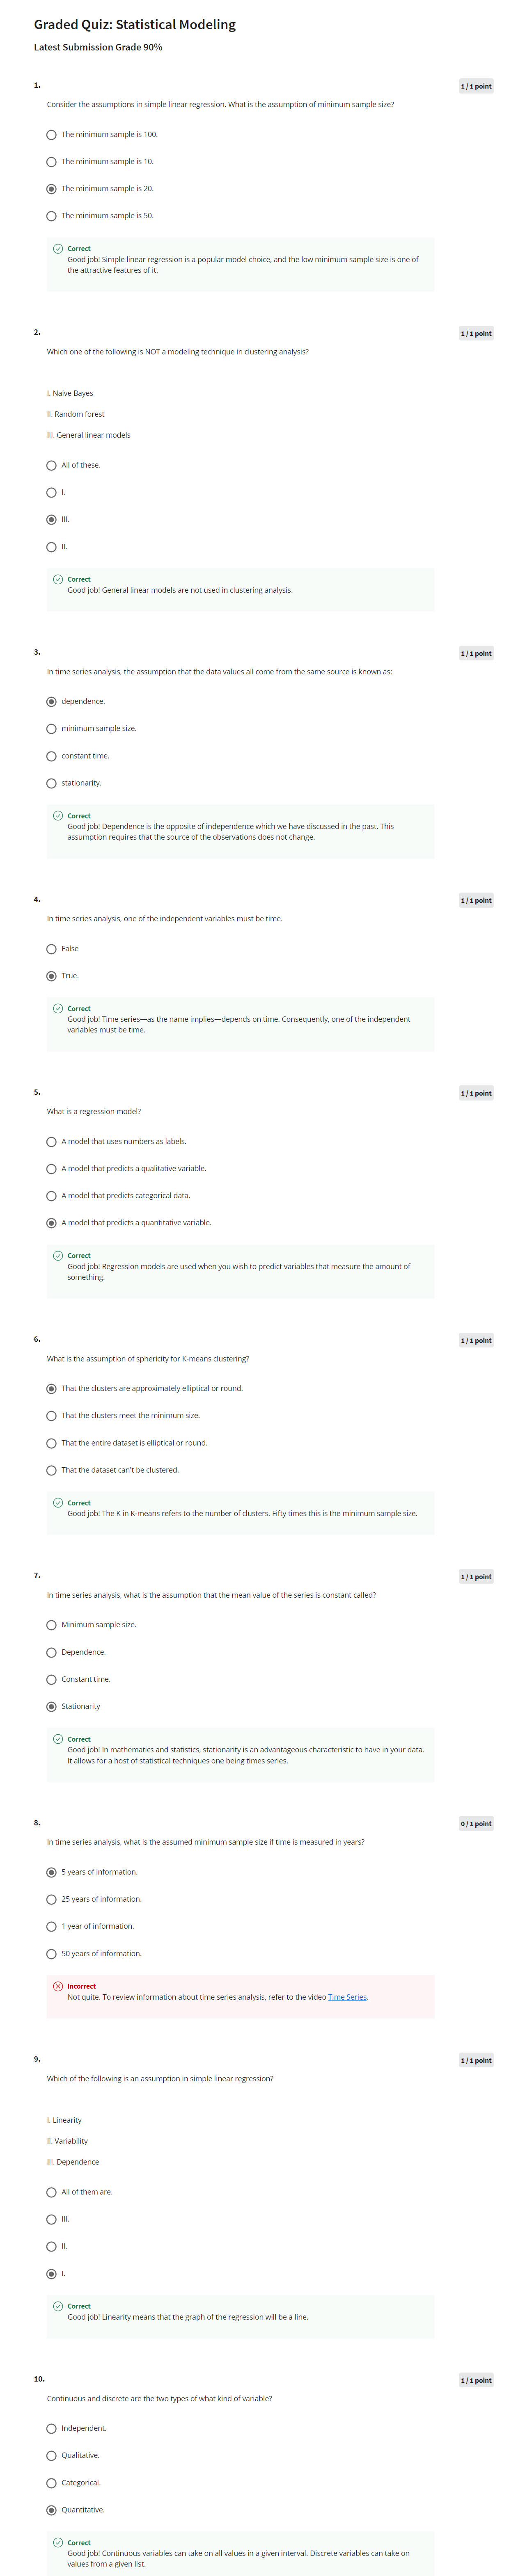 Graded Quiz: Statistical Modeling
Latest Submission Grade 90%
1.
1 / 1 point
Consider the assumptions in simple linear regression. What is the assumption of minimum sample size?
The minimum sample is 100.
The minimum sample is 10.
The minimum sample is 20.
The minimum sample is 50.
Correct
Good job! Simple linear regression is a popular model choice, and the low minimum sample size is one of
the attractive features of it.
2.
1 / 1 point
Which one of the following is NOT a modeling technique in clustering analysis?
I. Naive Bayes
II. Random forest
III. General linear models
All of these.
I.
III.
II.
Correct
Good job! General linear models are not used in clustering analysis.
3.
1 / 1 point
In time series analysis, the assumption that the data values all come from the same source is known as:
dependence.
minimum sample size.
constant time.
stationarity.
Correct
Good job! Dependence is the opposite of independence which we have discussed in the past. This
assumption requires that the source of the observations does not change.
4.
1 / 1 point
In time series analysis, one of the independent variables must be time.
False
True.
Correct
Good job! Time series—as the name implies—depends on time. Consequently, one of the independent
variables must be time.
5.
1 / 1 point
What is a regression model?
A model that uses numbers as labels.
A model that predicts a qualitative variable.
A model that predicts categorical data.
A model that predicts a quantitative variable.
Correct
Good job! Regression models are used when you wish to predict variables that measure the amount of
something.
6.
1 / 1 point
What is the assumption of sphericity for K-means clustering?
That the clusters are approximately elliptical or round.
That the clusters meet the minimum size.
That the entire dataset is elliptical or round.
That the dataset can't be clustered.
Correct
Good job! The K in K-means refers to the number of clusters. Fifty times this is the minimum sample size.
7.
1 / 1 point
In time series analysis, what is the assumption that the mean value of the series is constant called?
Minimum sample size.
Dependence.
Constant time.
Stationarity
Correct
Good job! In mathematics and statistics, stationarity is an advantageous characteristic to have in your data.
It allows for a host of statistical techniques one being times series.
8.
0 / 1 point
In time series analysis, what is the assumed minimum sample size if time is measured in years?
5 years of information.
25 years of information.
1 year of information.
50 years of information.
Incorrect
Not quite. To review information about time series analysis, refer to the video Time Series.
9.
1 / 1 point
Which of the following is an assumption in simple linear regression?
I. Linearity
II. Variability
III. Dependence
All of them are.
III.
II.
I.
Correct
Good job! Linearity means that the graph of the regression will be a line.
10.
1 / 1 point
Continuous and discrete are the two types of what kind of variable?
Independent.
Qualitative.
Categorical.
Quantitative.
Correct
Good job! Continuous variables can take on all values in a given interval. Discrete variables can take on
values from a given list.